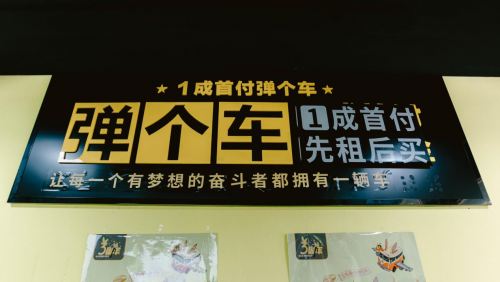 ★ 1成首付弹个车 ★
弹个车 1成首付
先租后买
让每一个有梦想的奋斗者都拥有一辆车